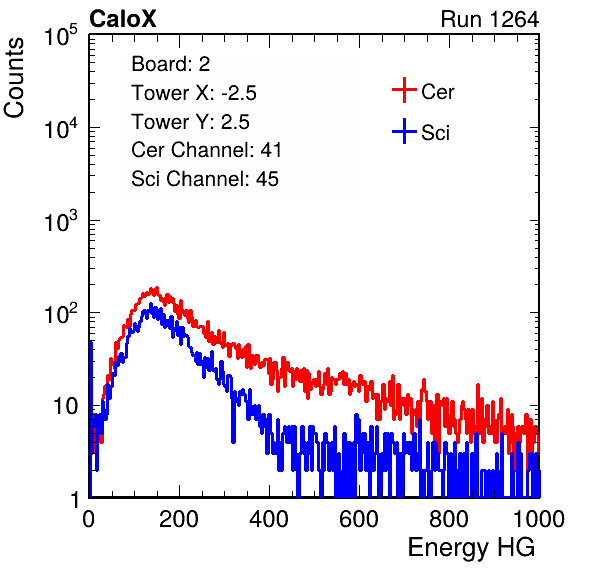 CaloX Run 1264
Counts
10^5
10^4
10^3
10^2
10
1
Board: 2
Tower X: -2.5
Tower Y: 2.5
Cer Channel: 41
Sci Channel: 45
Cer
Sci
0 200 400 600 800 1000
Energy HG